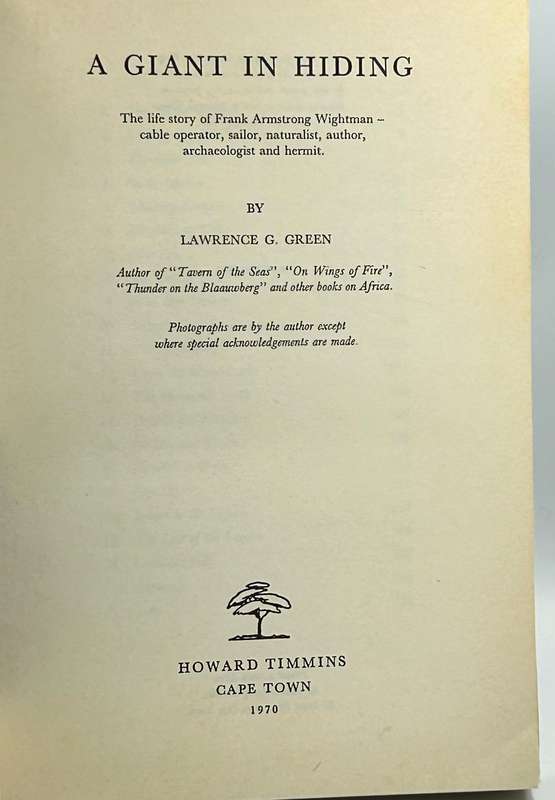 A GIANT IN HIDING
The life story of Frank Armstrong Wightman –
cable operator, sailor, naturalist, author,
archaeologist and hermit.
BY
LAWRENCE G. GREEN
Author of “Tavern of the Seas”, “On Wings of Fire”,
“Thunder on the Blaauwberg” and other books on Africa.
Photographs are by the author except
where special acknowledgements are made.
HOWARD TIMMINS
CAPE TOWN
1970